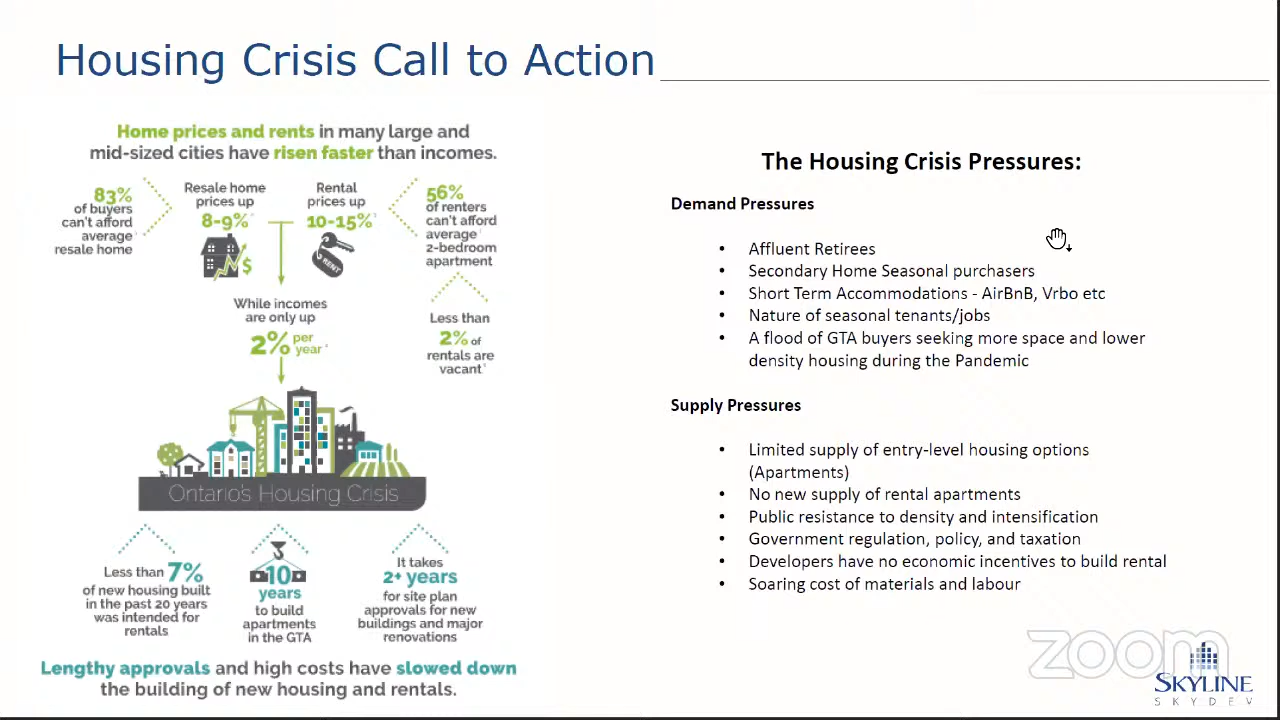 Housing Crisis Call to Action
Home prices and rents in many large and
mid-sized cities have risen faster than incomes.
83%
of buyers
can't afford
average
resale home
Resale home
prices up
8-9%
Rental
prices up
10-15%
56%
of renters
can't afford
average
2-bedroom
apartment
RENT
While incomes
are only up
2% per
year
Less than
2% of
rentals are
vacant
Ontario's Housing Crisis
Less than 7%
of new housing built
in the past 20 years
was intended for
rentals
10
years
to build
apartments
in the GTA
It takes
2+ years
for site plan
approvals for new
buildings and major
renovations
Lengthy approvals and high costs have slowed down
the building of new housing and rentals.
The Housing Crisis Pressures:
Demand Pressures
• Affluent Retirees
• Secondary Home Seasonal purchasers
• Short Term Accommodations - AirBnB, Vrbo etc
• Nature of seasonal tenants/jobs
• A flood of GTA buyers seeking more space and lower
density housing during the Pandemic
Supply Pressures
• Limited supply of entry-level housing options
(Apartments)
• No new supply of rental apartments
• Public resistance to density and intensification
• Government regulation, policy, and taxation
• Developers have no economic incentives to build rental
• Soaring cost of materials and labour
zoom
SKYLINE
SKYDEV